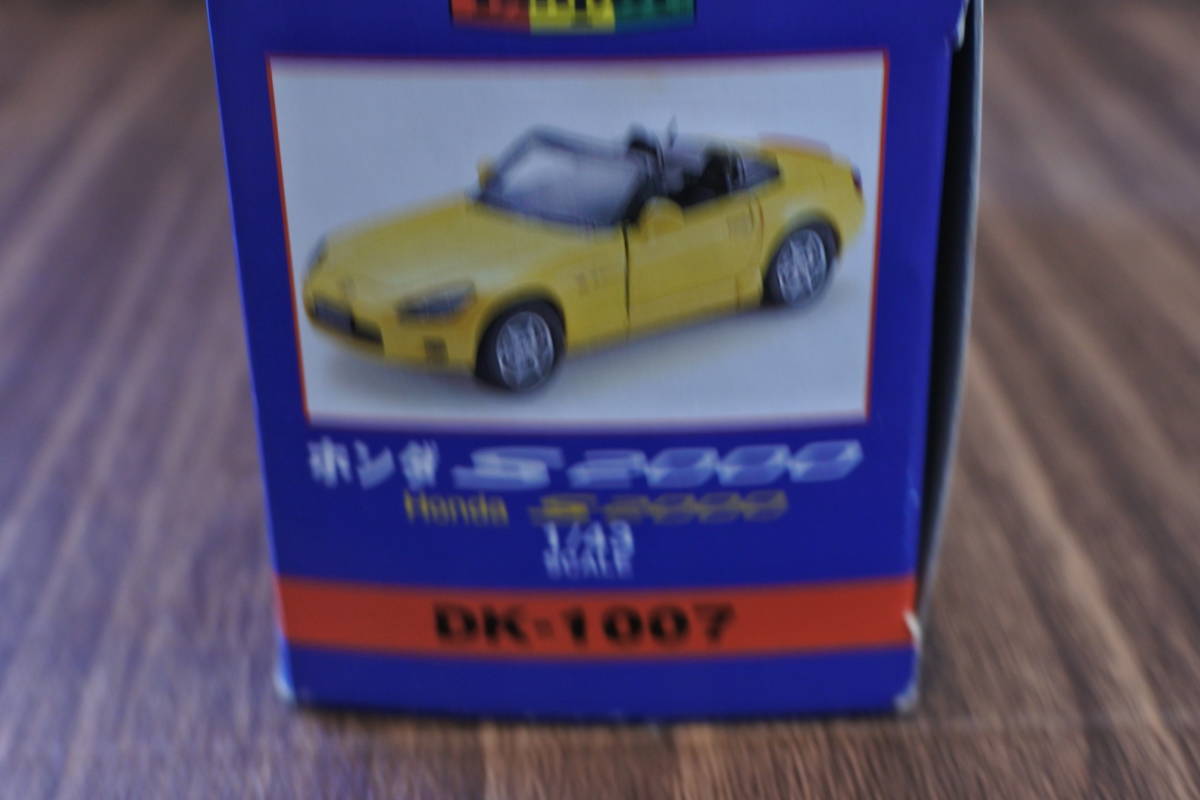 ホンダ S2000
Honda S2000
1/43
SCALE
DK-1007